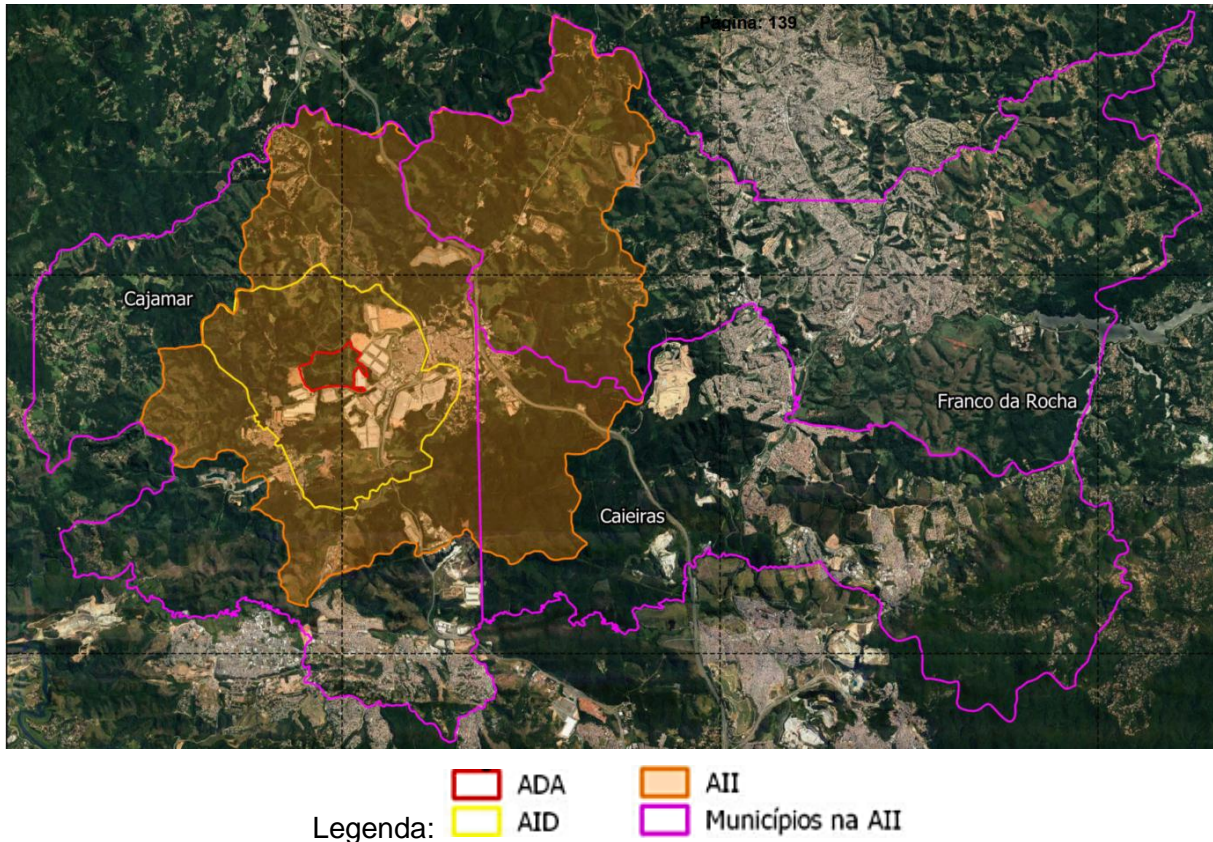 Página: 139
Cajamar
Franco da Rocha
Caieiras
ADA
AII
Legenda:
AID
Municípios na AII